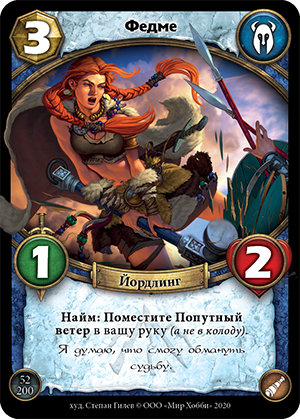 3
Федме
1
Йордлинг
2
Найм: Поместите Попутный
ветер в вашу руку (а не в колоду).
Я думаю, что смогу обмануть
судьбу.
52
200
худ. Степан Гилев © ООО «Мир Хобби» 2020